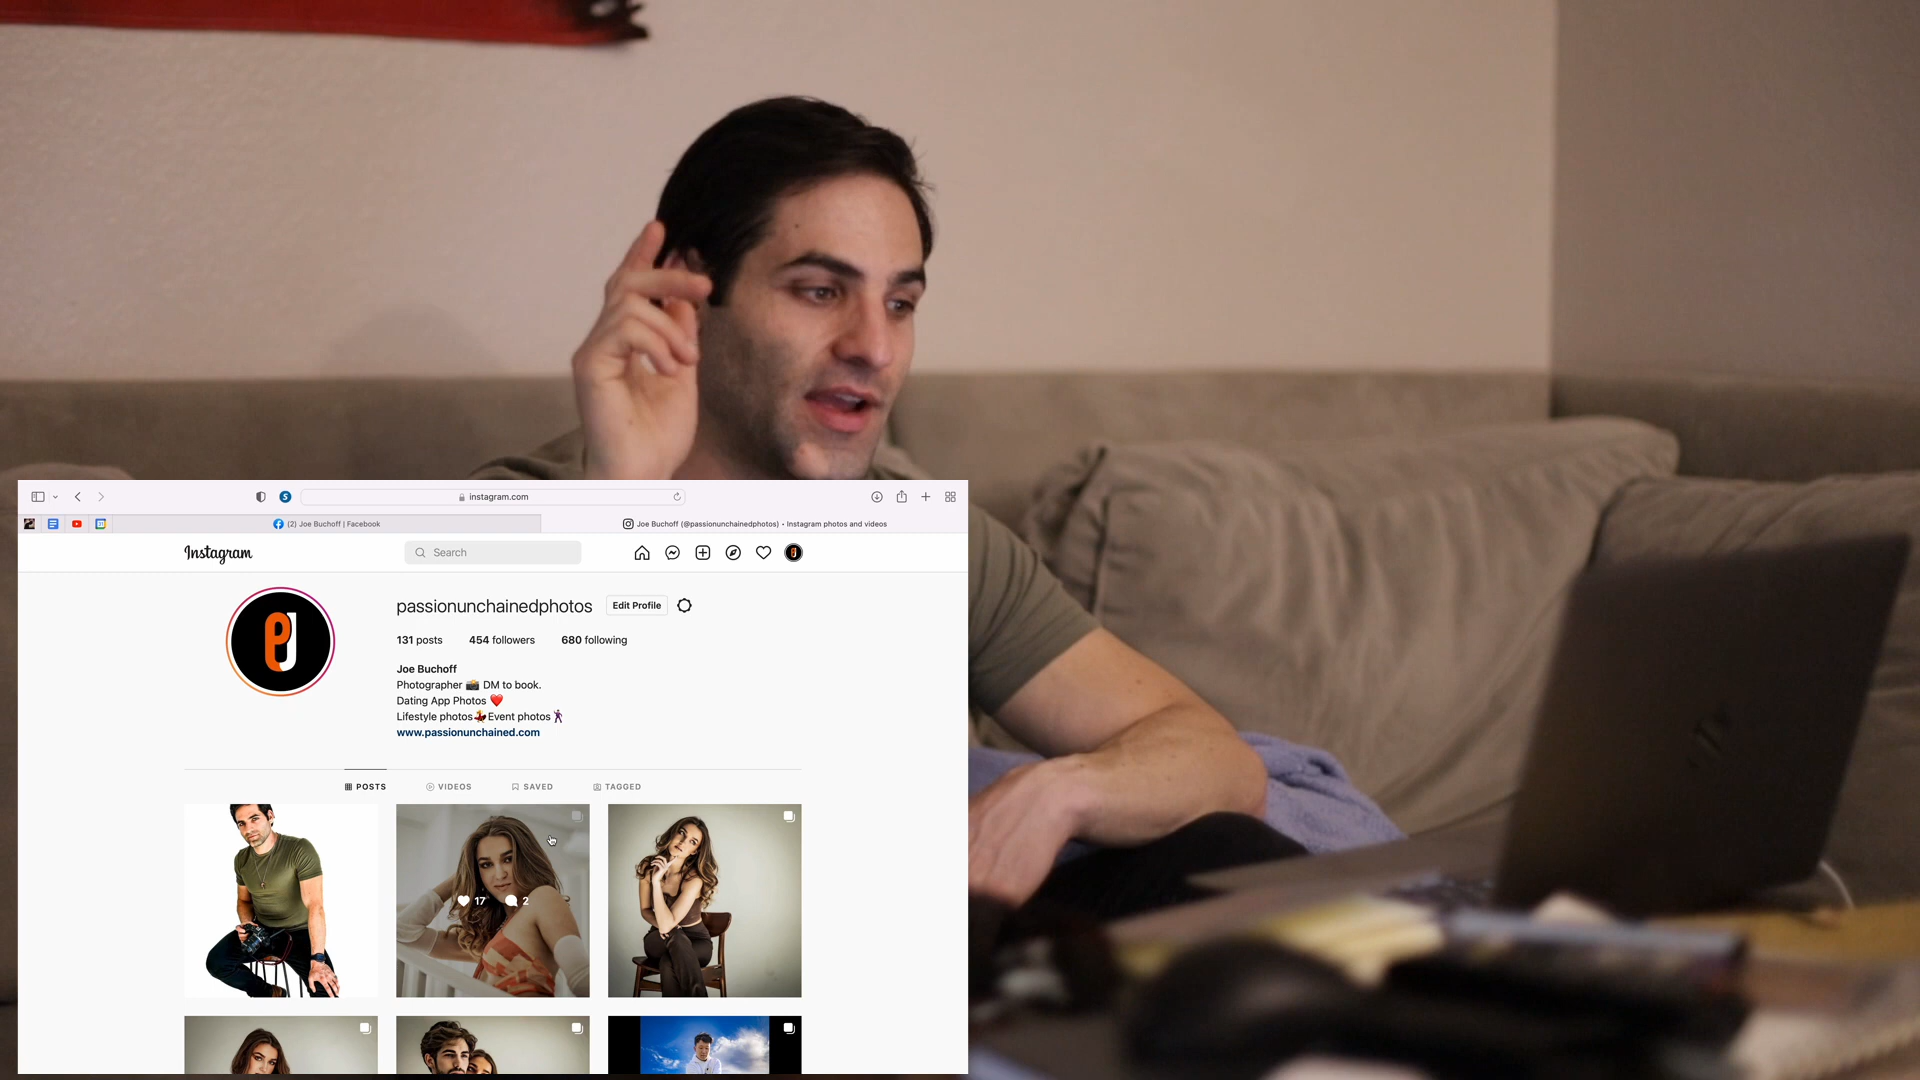 instagram.com
(2) Joe Buchoff | Facebook
Joe Buchoff (@passionunchainedphotos) • Instagram photos and videos
Instagram
Search
passionunchainedphotos
Edit Profile
131 posts 454 followers 680 following
Joe Buchoff
Photographer 📸 DM to book.
Dating App Photos ❤️
Lifestyle photos💃Event photos🕺
www.passionunchained.com
POSTS
VIDEOS
SAVED
TAGGED
17
2